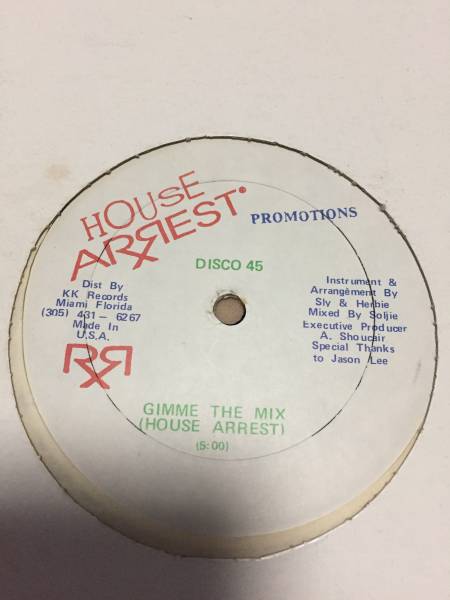 HOUSE
ARREST
PROMOTIONS
DISCO 45
Dist By
KK Records
Miami Florida
(305) 431- 6267
Made In
U.S.A.
Instrument &
Arrangement By
Sly & Herbie
Mixed By Soljie
Executive Producer
A. Shoucair
Special Thanks
to Jason Lee
GIMME THE MIX
(HOUSE ARREST)
(5:00)